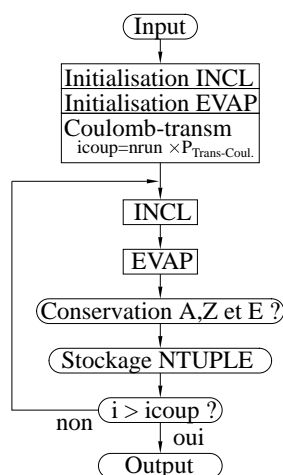 Input
Initialisation INCL
Initialisation EVAP
Coulomb-transm
icoup=nrun ×P_Trans-Coul.
INCL
EVAP
Conservation A,Z et E ?
Stockage NTUPLE
i > icoup ?
non
oui
Output